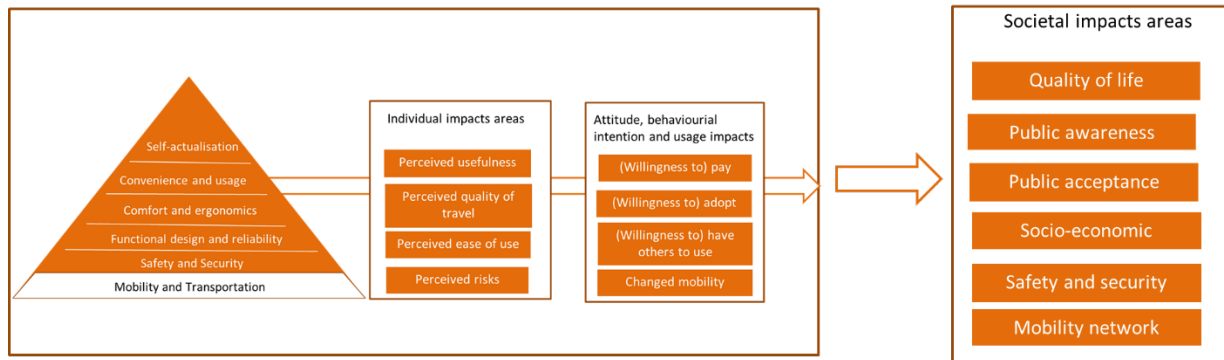 Self-actualisation
Convenience and usage
Comfort and ergonomics
Functional design and reliability
Safety and Security
Mobility and Transportation
Individual impacts areas
Perceived usefulness
Perceived quality of
travel
Perceived ease of use
Perceived risks
Attitude, behaviourial
intention and usage impacts
(Willingness to) pay
(Willingness to) adopt
(Willingness to) have
others to use
Changed mobility
Societal impacts areas
Quality of life
Public awareness
Public acceptance
Socio-economic
Safety and security
Mobility network